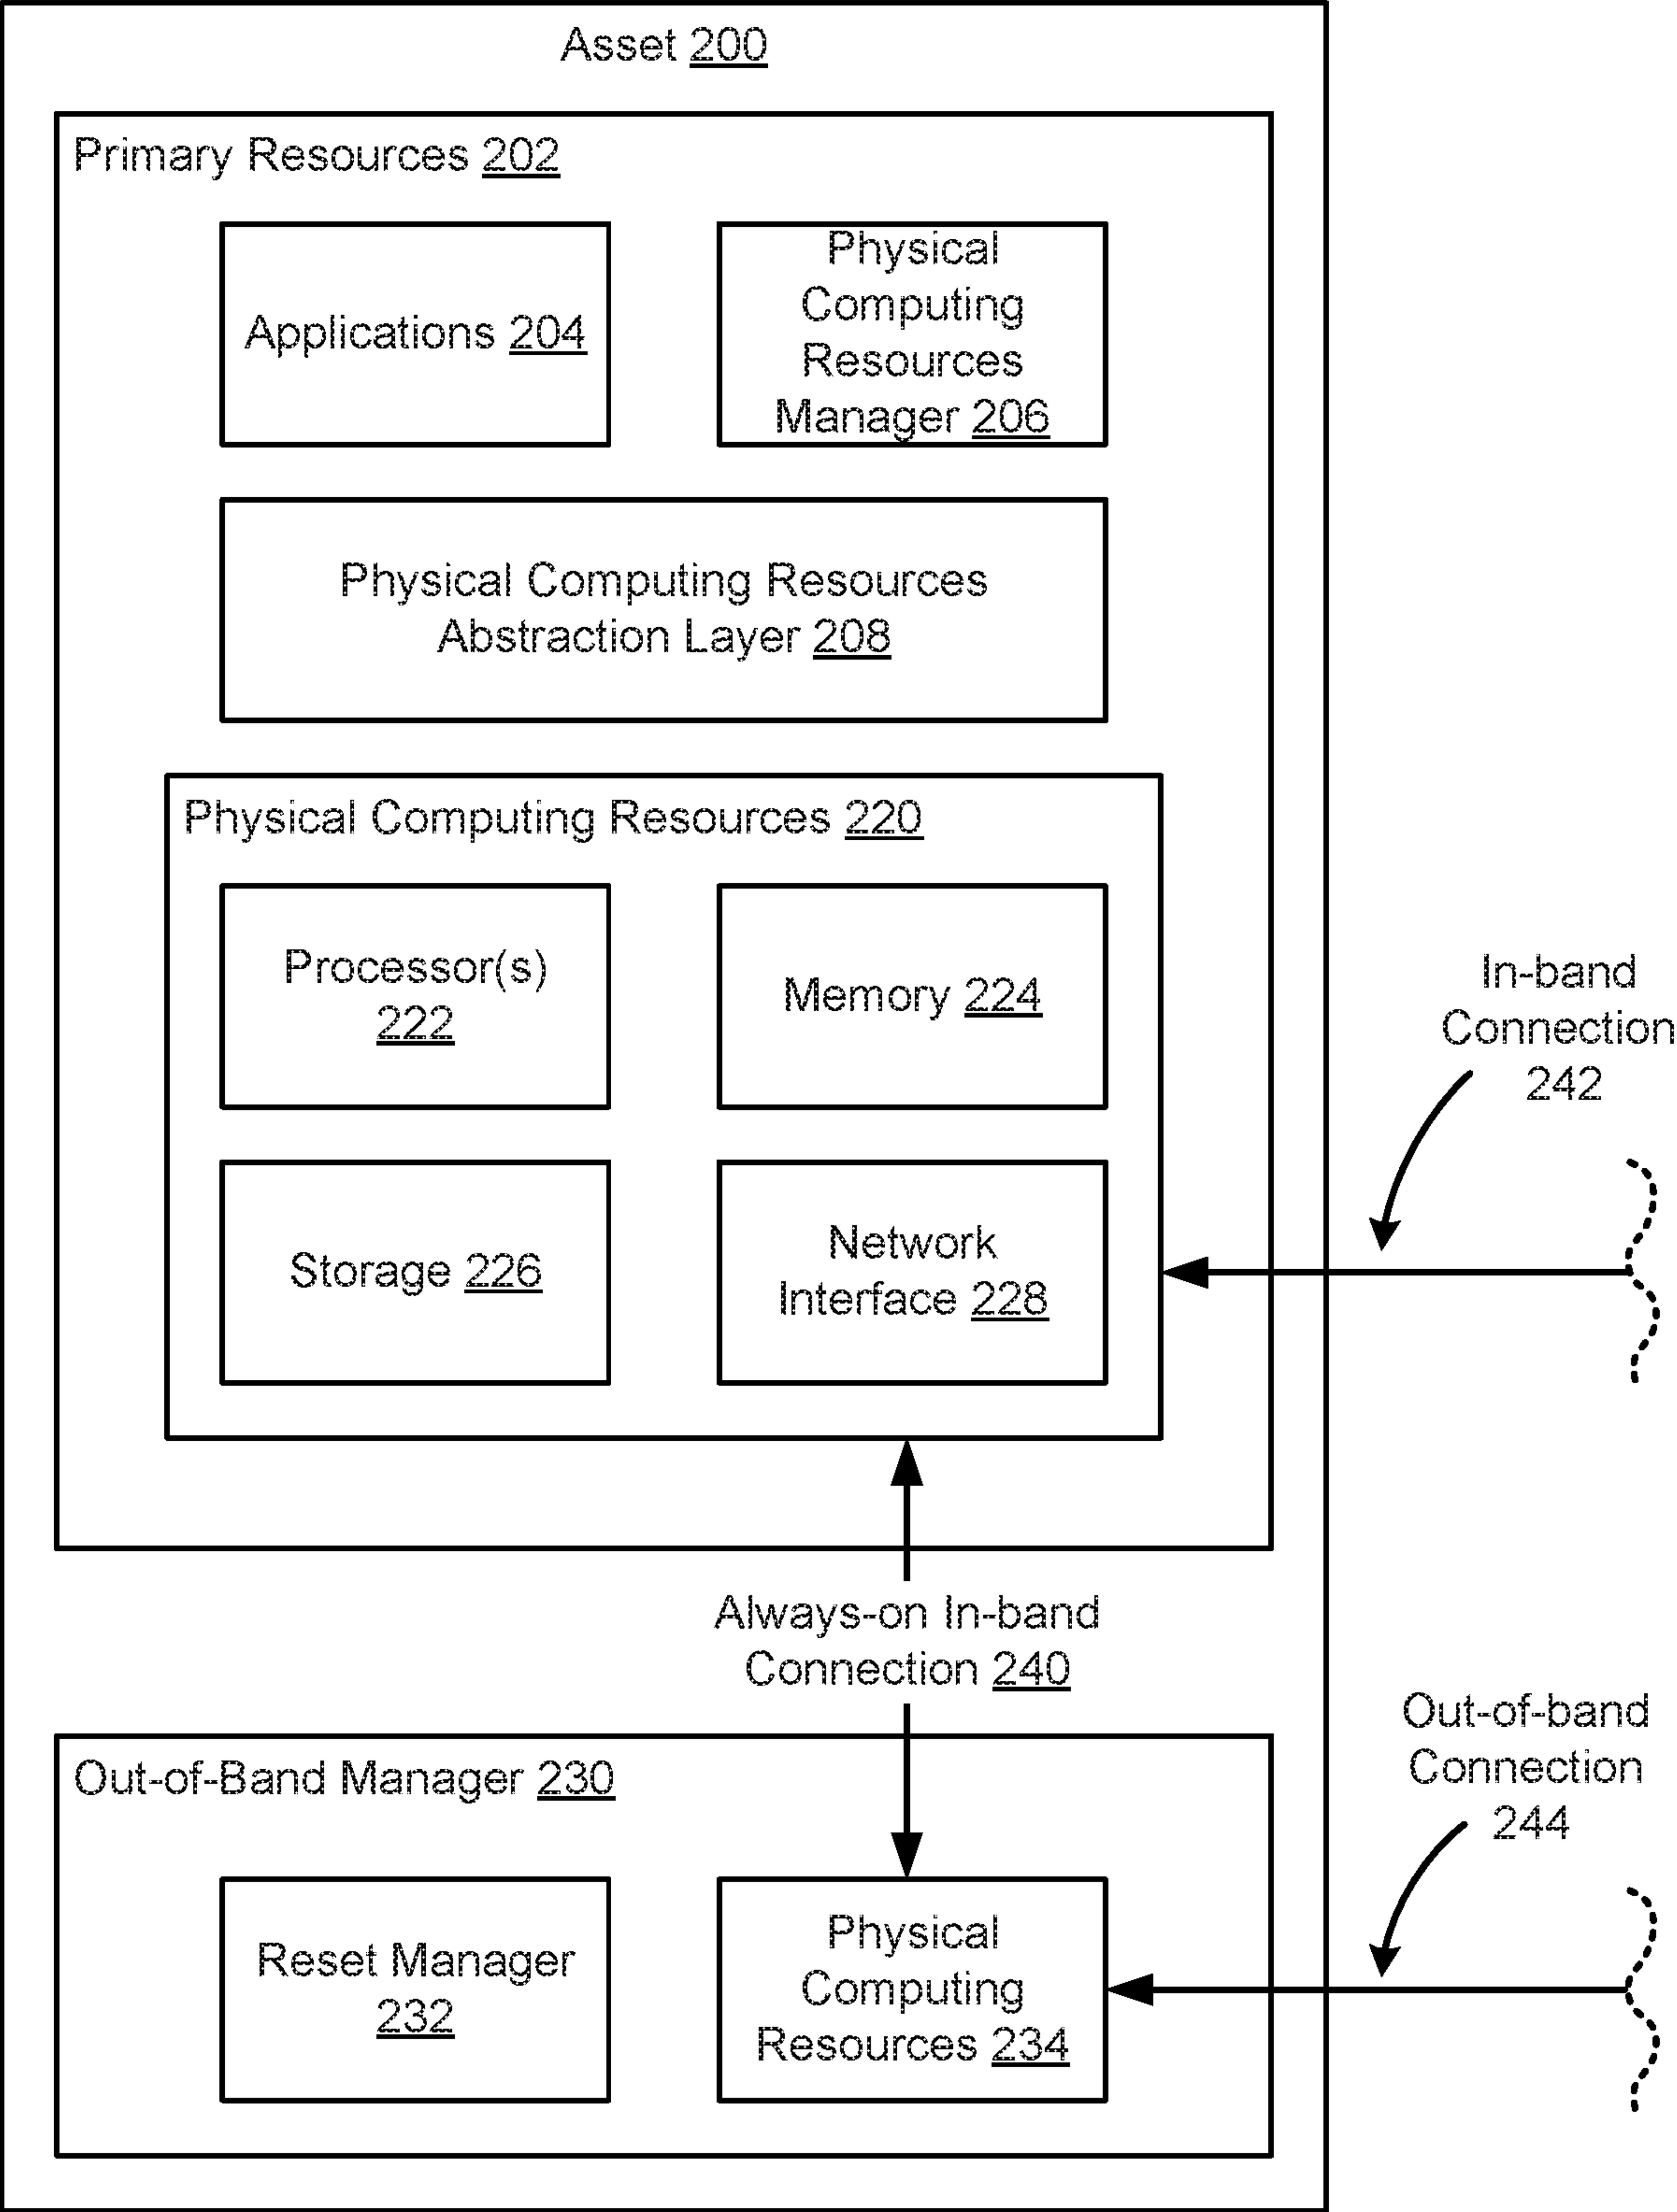 Asset 200
Primary Resources 202
Applications 204
Physical
Computing
Resources
Manager 206
Physical Computing Resources
Abstraction Layer 208
Physical Computing Resources 220
Processor(s)
222
Memory 224
Storage 226
Network
Interface 228
In-band
Connection
242
Always-on In-band
Connection 240
Out-of-Band Manager 230
Reset Manager
232
Physical
Computing
Resources 234
Out-of-band
Connection
244